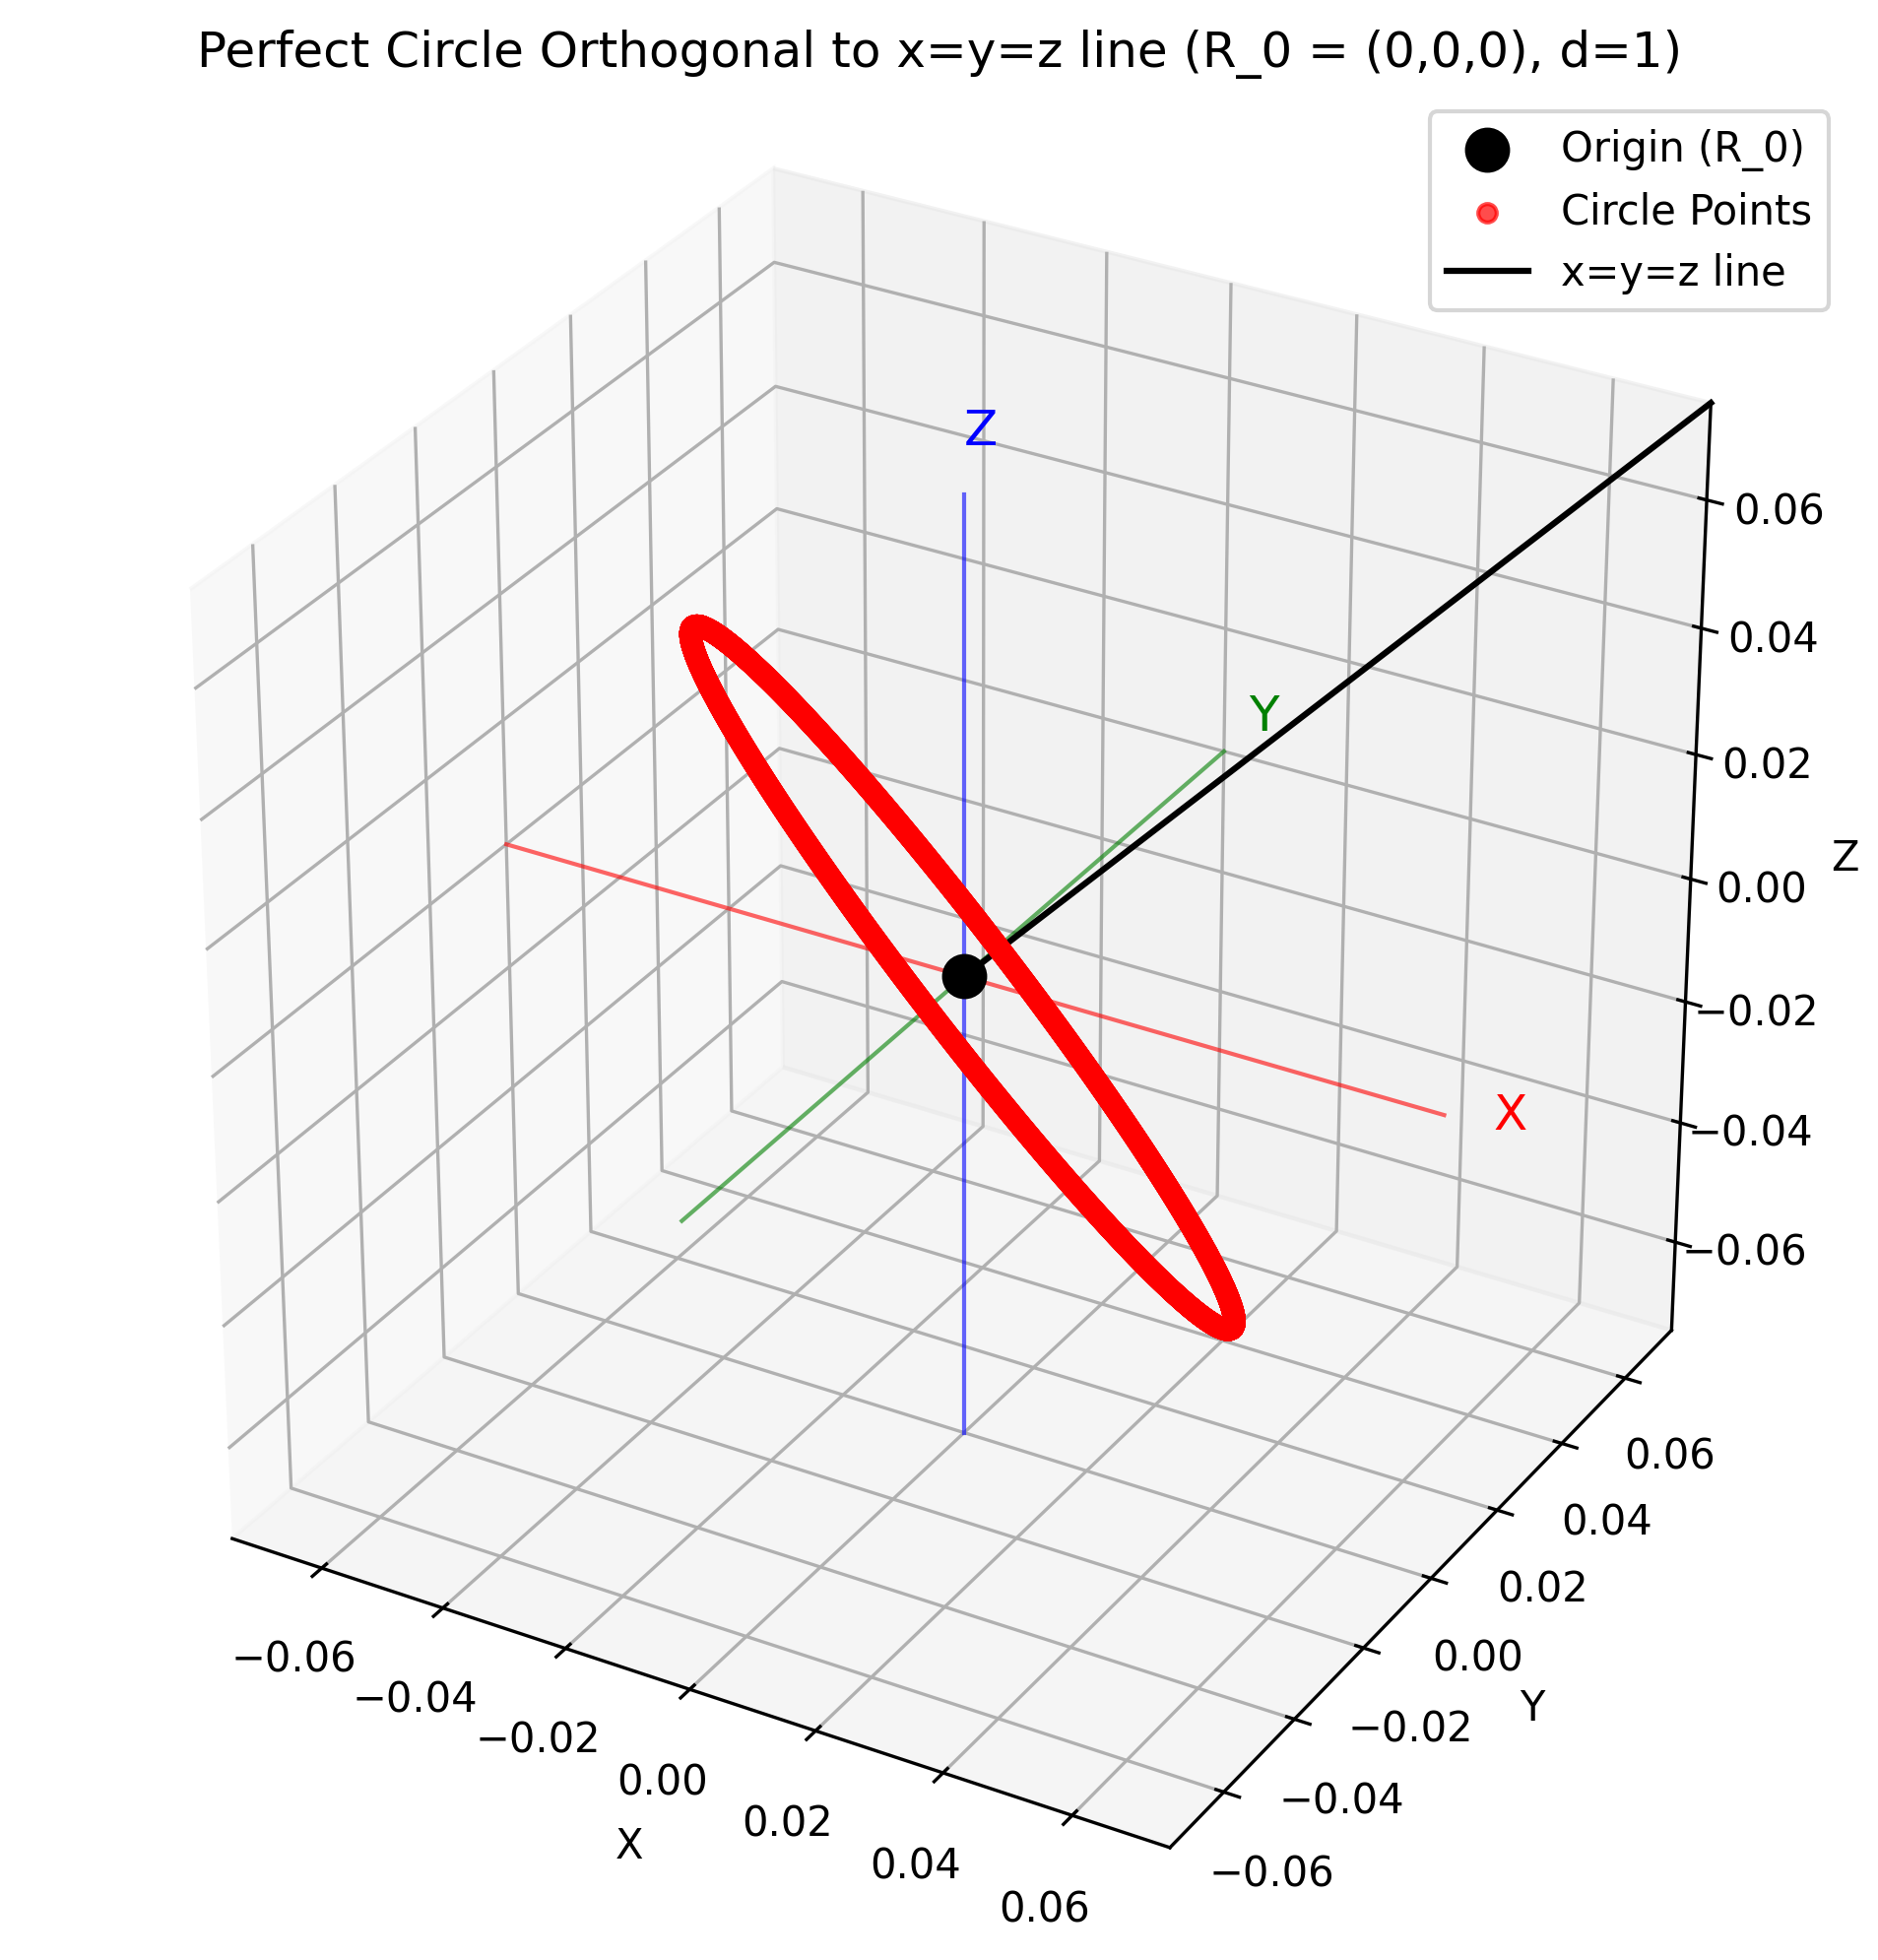 Perfect Circle Orthogonal to x=y=z line (R_0 = (0,0,0), d=1)
Origin (R_0)
Circle Points
x=y=z line
Z
Y
X
0.06
0.04
0.02
0.00
−0.02
−0.04
−0.06
Z
−0.06
−0.04
−0.02
0.00
0.02
0.04
0.06
X
0.06
0.04
0.02
0.00
−0.02
−0.04
−0.06
Y